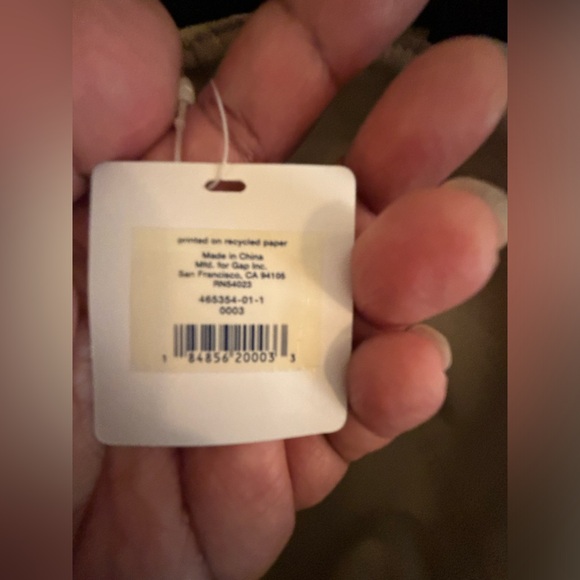 printed on recycled paper
Made in China
Mfd. for Gap Inc.
San Francisco, CA 94105
RN54023
465354-01-1
0003
1 84856 20003 3